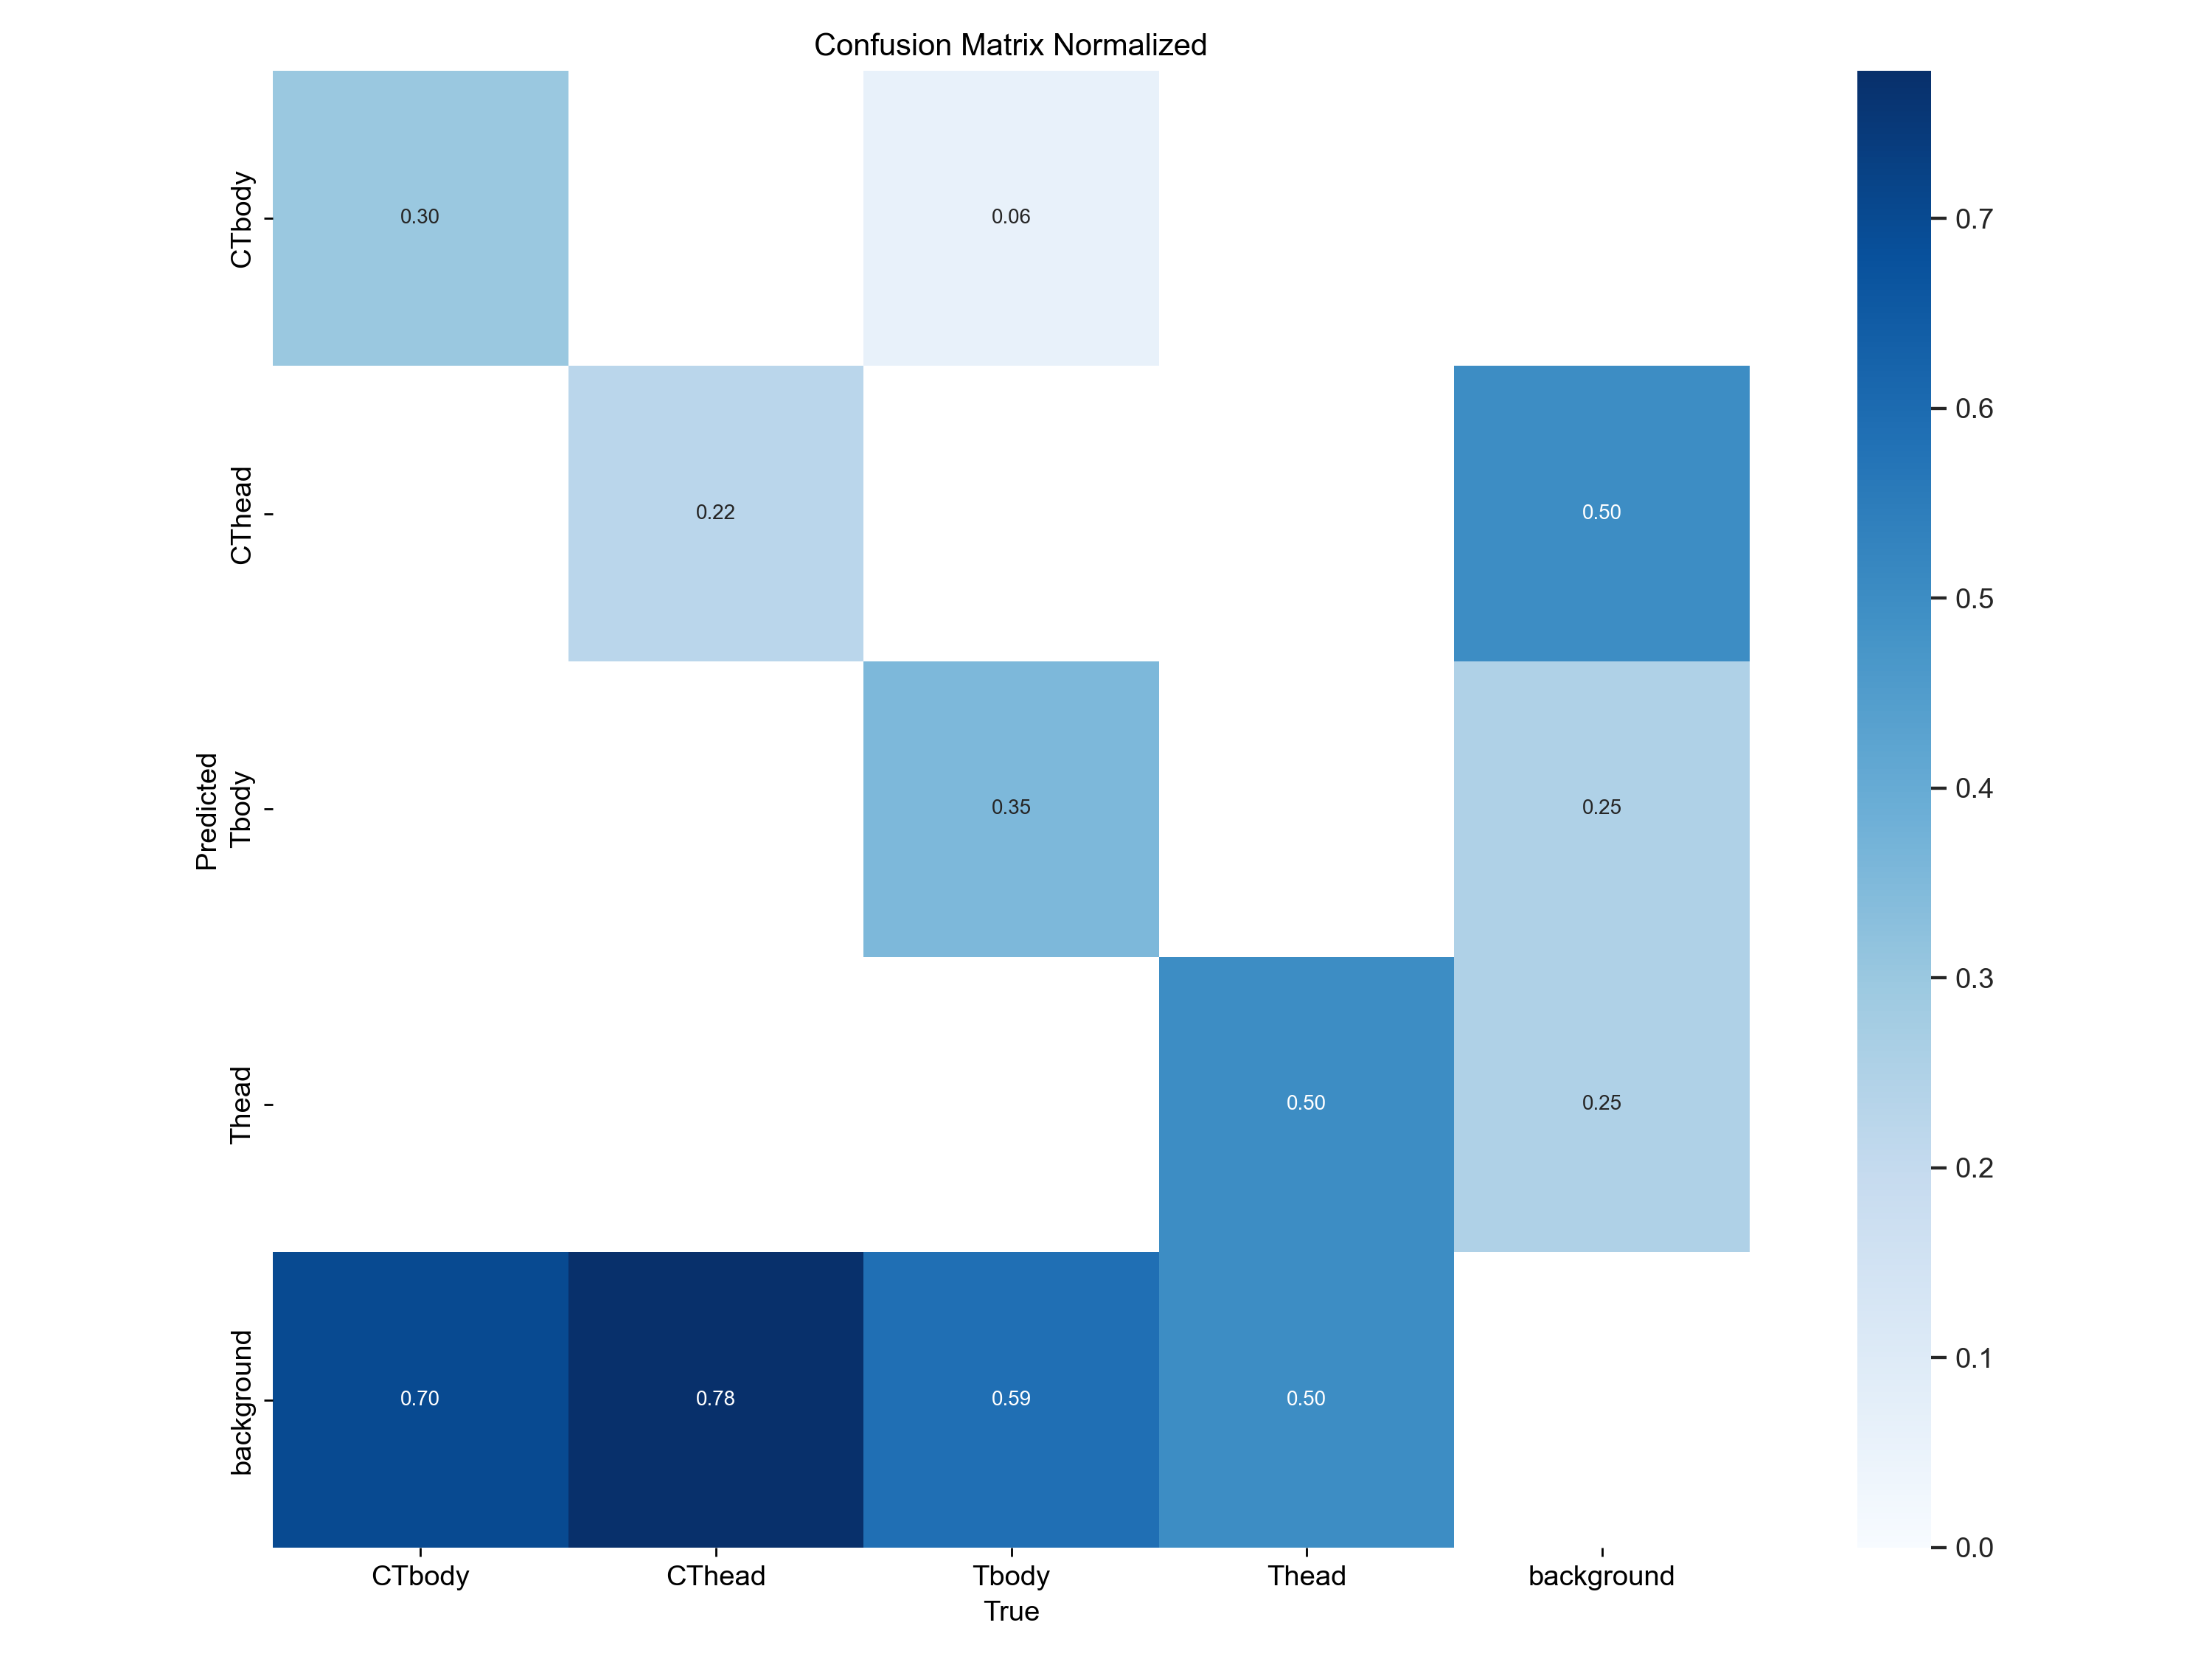 Confusion Matrix Normalized
CTbody
0.30
0.06
CThead
0.22
0.50
Predicted
Tbody
0.35
0.25
Thead
0.50
0.25
background
0.70
0.78
0.59
0.50
CTbody
CThead
Tbody
Thead
background
True
0.7
0.6
0.5
0.4
0.3
0.2
0.1
0.0